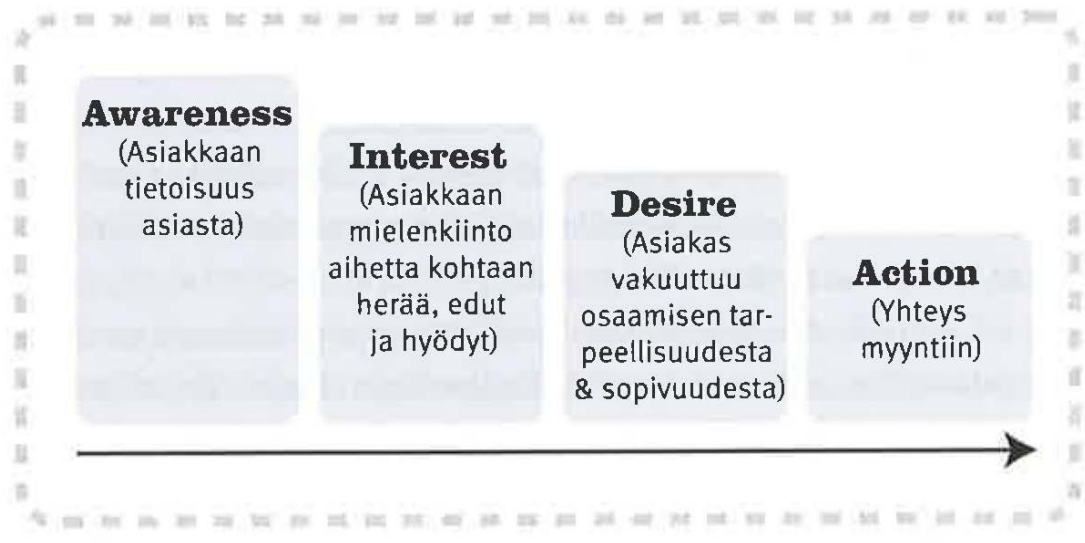 Awareness
(Asiakkaan
tietoisuus
asiasta)
Interest
(Asiakkaan
mielenkiinto
aihetta kohtaan
herää, edut
ja hyödyt)
Desire
(Asiakas
vakuuttuu
osaamisen tar-
peellisuudesta
& sopivuudesta)
Action
(Yhteys
myyntiin)